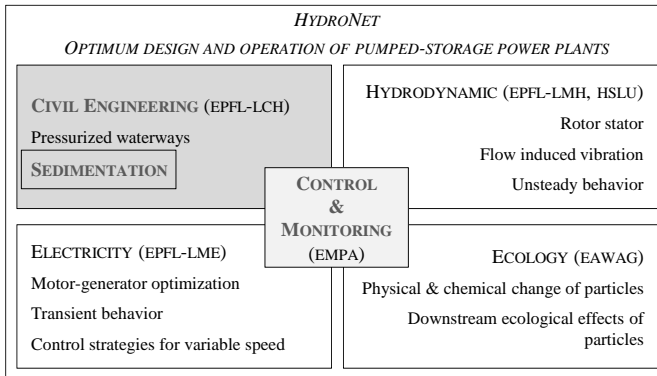 HYDRONET
OPTIMUM DESIGN AND OPERATION OF PUMPED-STORAGE POWER PLANTS
CIVIL ENGINEERING (EPFL-LCH)
Pressurized waterways
SEDIMENTATION
HYDRODYNAMIC (EPFL-LMH, HSLU)
Rotor stator
Flow induced vibration
Unsteady behavior
CONTROL
&
MONITORING
(EMPA)
ELECTRICITY (EPFL-LME)
Motor-generator optimization
Transient behavior
Control strategies for variable speed
ECOLOGY (EAWAG)
Physical & chemical change of particles
Downstream ecological effects of
particles